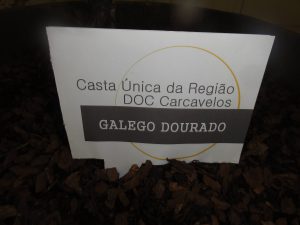 Casta Única da Região
DOC Carcavelos
GALEGO DOURADO